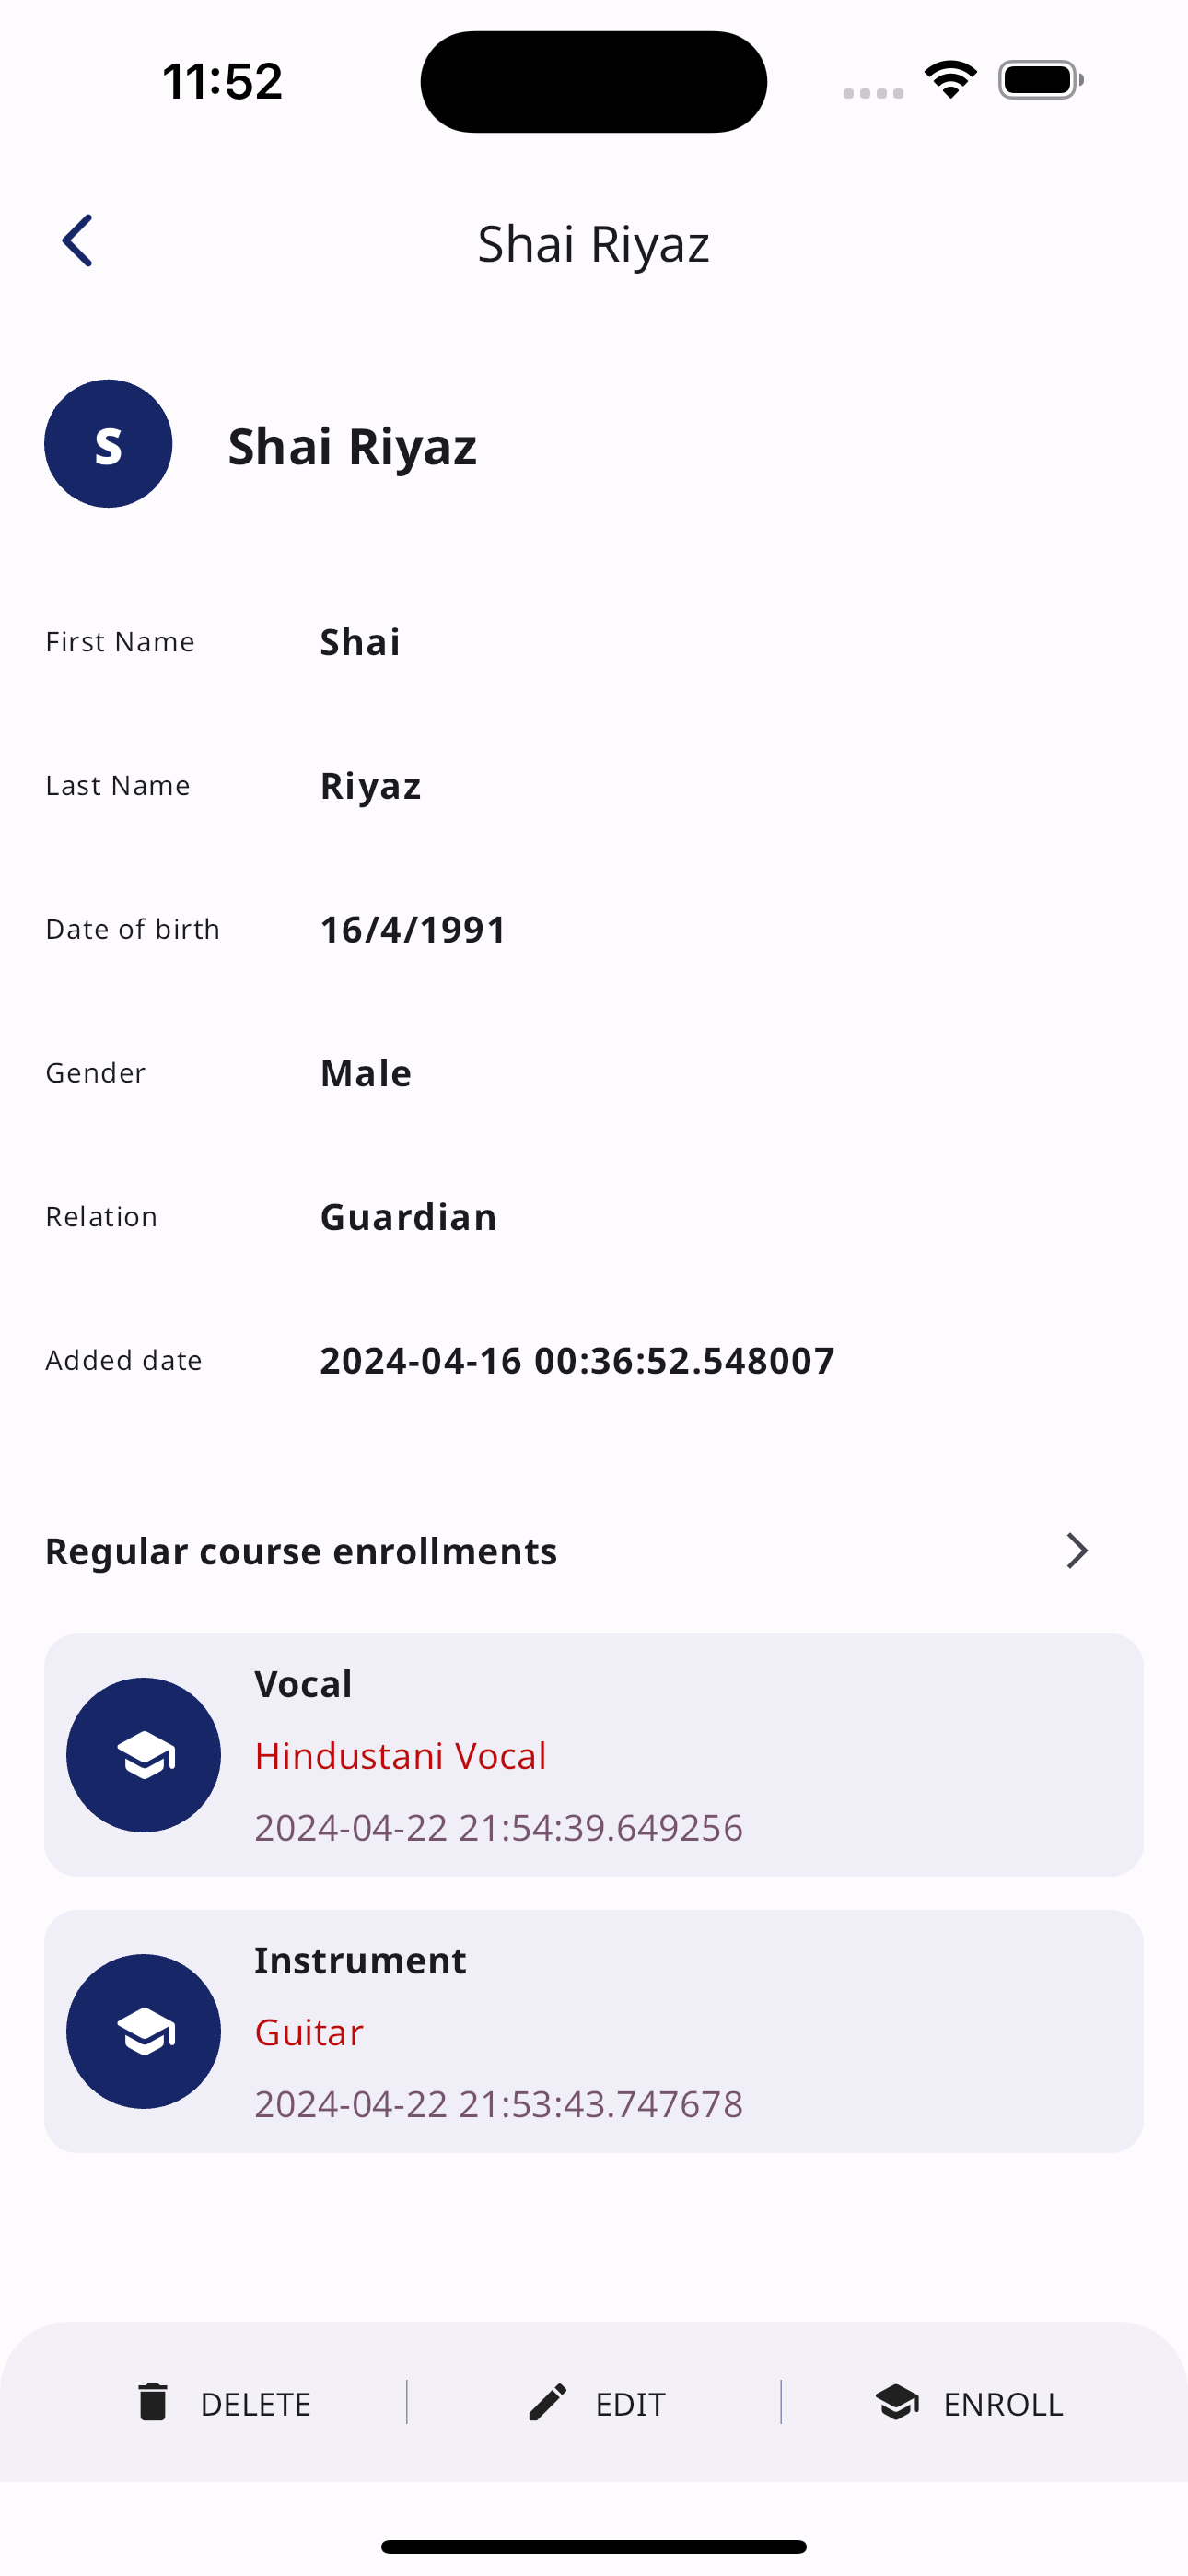 11:52
Shai Riyaz
S
Shai Riyaz
First Name
Shai
Last Name
Riyaz
Date of birth
16/4/1991
Gender
Male
Relation
Guardian
Added date
2024-04-16 00:36:52.548007
Regular course enrollments
Vocal
Hindustani Vocal
2024-04-22 21:54:39.649256
Instrument
Guitar
2024-04-22 21:53:43.747678
DELETE
EDIT
ENROLL